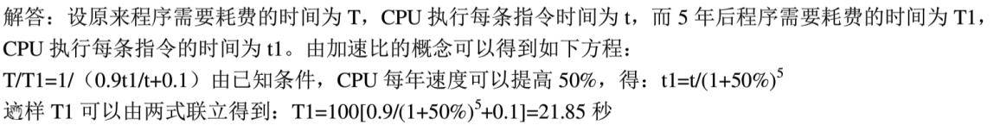 解答：设原来程序需要耗费的时间为 T，CPU 执行每条指令时间为 t，而 5 年后程序需要耗费的时间为 T1，
CPU 执行每条指令的时间为 t1。由加速比的概念可以得到如下方程：
T/T1=1/（0.9t1/t+0.1）由已知条件，CPU 每年速度可以提高 50%，得：t1=t/(1+50%)⁵
这样 T1 可以由两式联立得到：T1=100[0.9/(1+50%)⁵+0.1]=21.85 秒